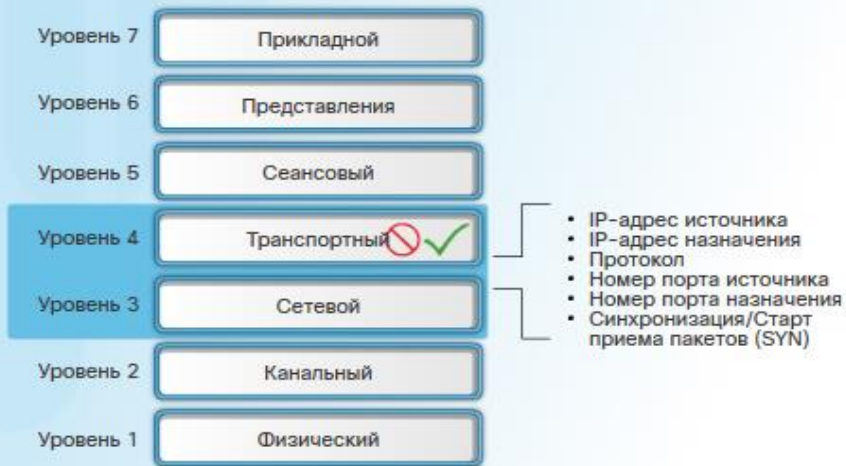 Уровень 7 Прикладной
Уровень 6 Представления
Уровень 5 Сеансовый
Уровень 4 Транспортный
Уровень 3 Сетевой
Уровень 2 Канальный
Уровень 1 Физический
• IP-адрес источника
• IP-адрес назначения
• Протокол
• Номер порта источника
• Номер порта назначения
• Синхронизация/Старт
приема пакетов (SYN)